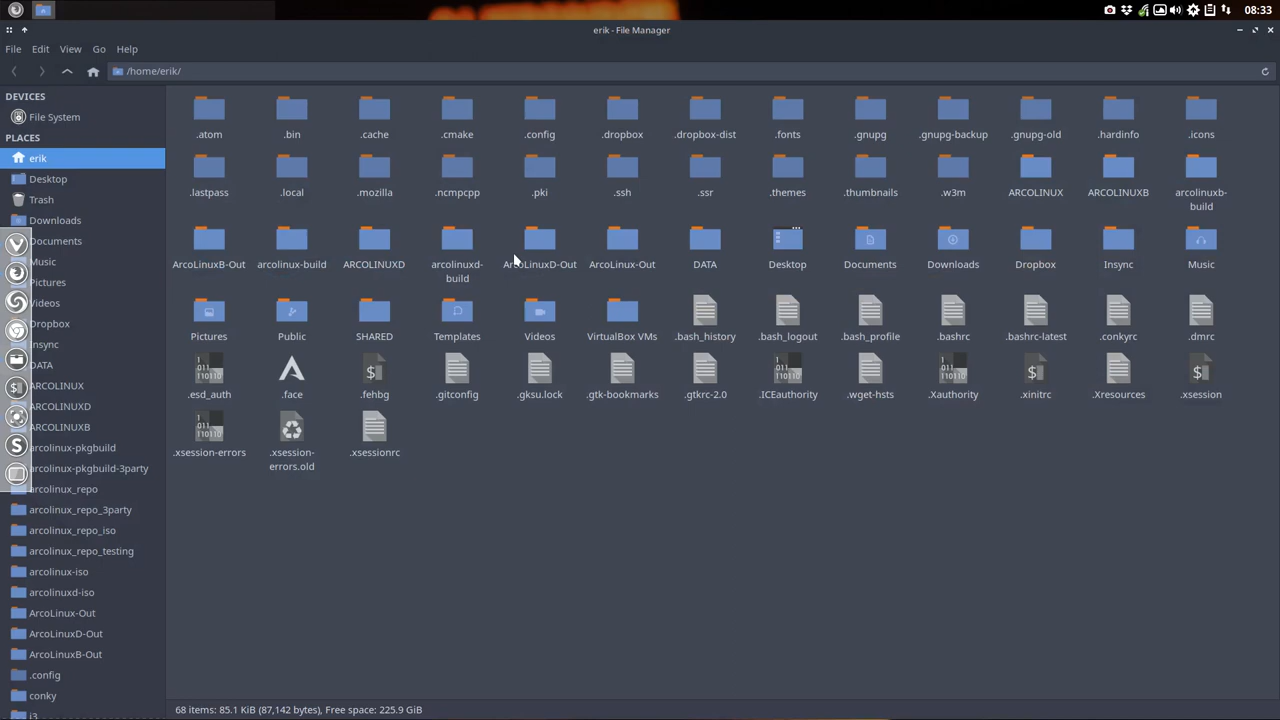 08:33
erik - File Manager
File Edit View Go Help
/home/erik/
DEVICES
File System
PLACES
erik
Desktop
Trash
Downloads
Documents
Music
Pictures
Videos
Dropbox
Insync
DATA
ARCOLINUX
ARCOLINUXD
ARCOLINUXB
arcolinux-pkgbuild
arcolinux-pkgbuild-3party
arcolinux_repo
arcolinux_repo_3party
arcolinux_repo_iso
arcolinux_repo_testing
arcolinux-iso
arcolinuxd-iso
ArcoLinux-Out
ArcoLinuxD-Out
ArcoLinuxB-Out
.config
conky
i3
.atom .bin .cache .cmake .config .dropbox .dropbox-dist .fonts .gnupg .gnupg-backup .gnupg-old .hardinfo .icons
.lastpass .local .mozilla .ncmpcpp .pki .ssh .ssr .themes .thumbnails .w3m ARCOLINUX ARCOLINUXB arcolinuxb-
build
ArcoLinuxB-Out arcolinux-build ARCOLINUXD arcolinuxd- ArcoLinuxD-Out ArcoLinux-Out DATA Desktop Documents Downloads Dropbox Insync Music
build
Pictures Public SHARED Templates Videos VirtualBox VMs .bash_history .bash_logout .bash_profile .bashrc .bashrc-latest .conkyrc .dmrc
.esd_auth .face .fehbg .gitconfig .gksu.lock .gtk-bookmarks .gtkrc-2.0 .ICEauthority .wget-hsts .Xauthority .xinitrc .Xresources .xsession
.xsession-errors .xsession- .xsessionrc
errors.old
68 items: 85.1 KiB (87,142 bytes), Free space: 225.9 GiB